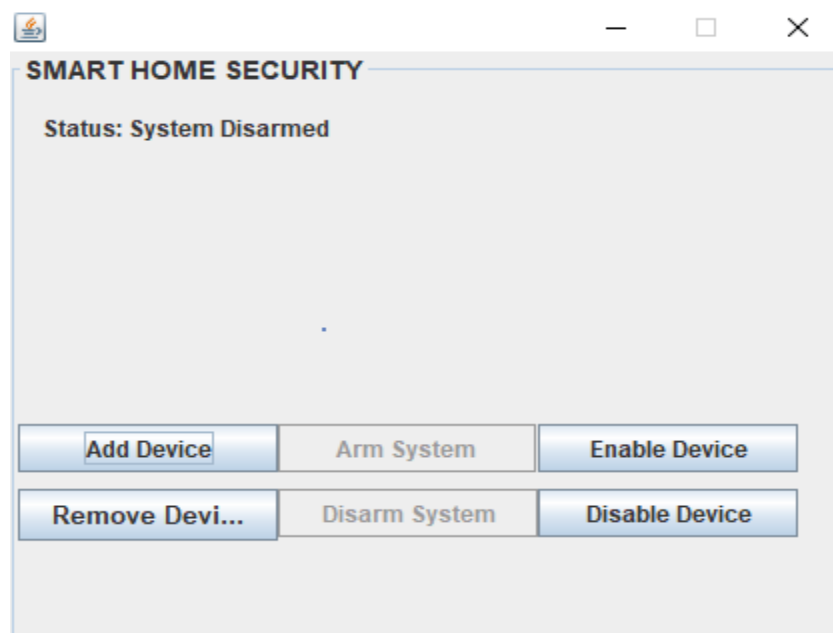 SMART HOME SECURITY
Status: System Disarmed
Add Device Arm System Enable Device
Remove Devi... Disarm System Disable Device